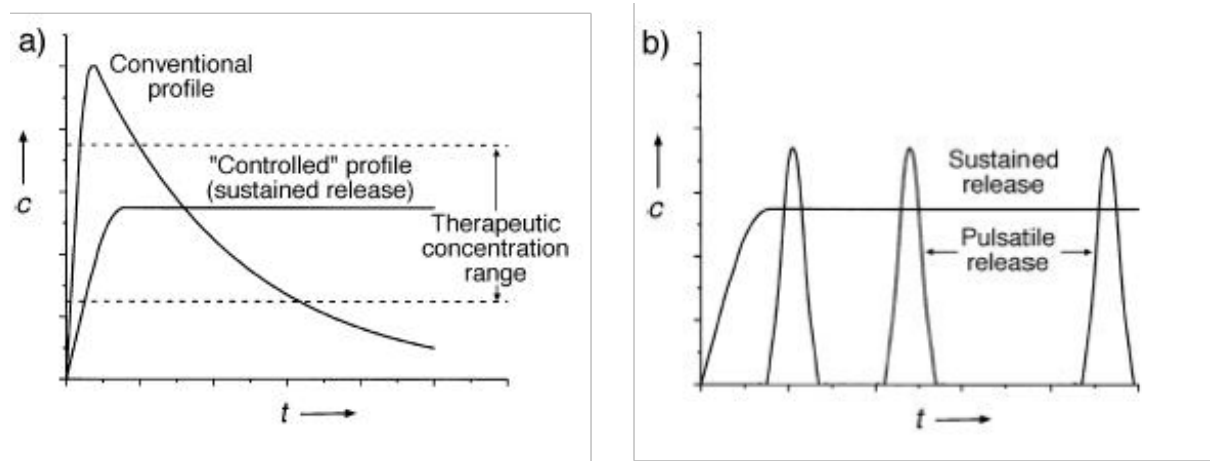 a)
Conventional
profile
"Controlled" profile
(sustained release)
Therapeutic
concentration
range
c
t
b)
Sustained
release
Pulsatile
release
c
t